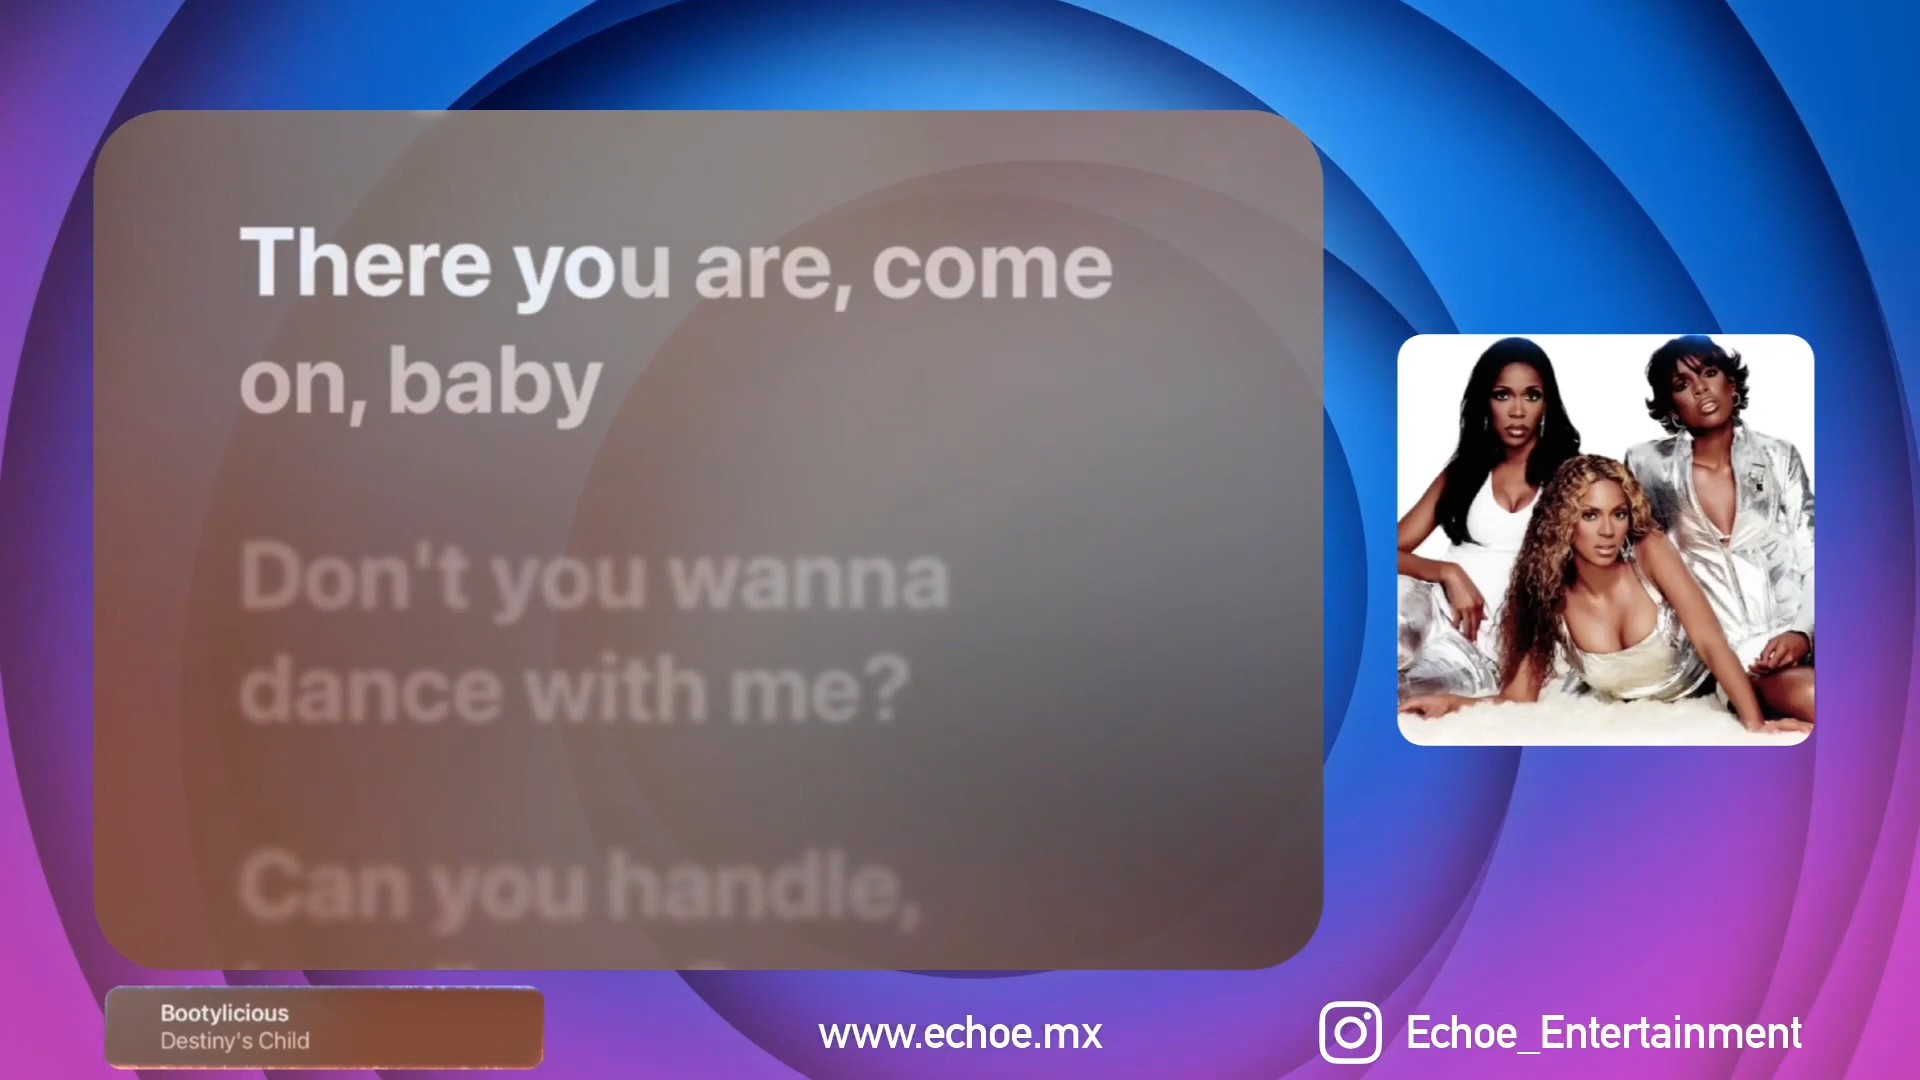 There you are, come
on, baby
Don't you wanna
dance with me?
Can you handle,
Bootylicious
Destiny's Child
www.echoe.mx
Echoe_Entertainment